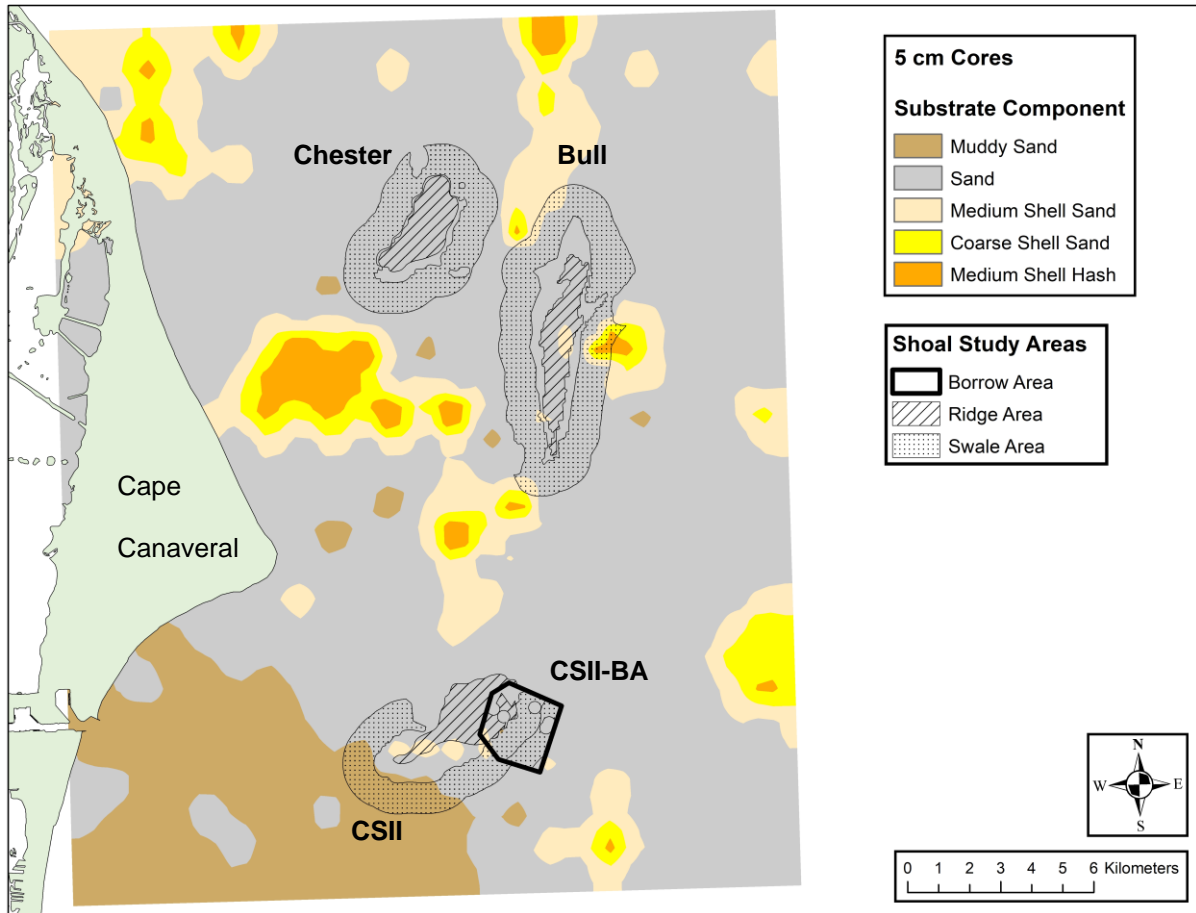 Chester
Bull
Cape
Canaveral
CSII-BA
CSII
5 cm Cores
Substrate Component
Muddy Sand
Sand
Medium Shell Sand
Coarse Shell Sand
Medium Shell Hash
Shoal Study Areas
Borrow Area
Ridge Area
Swale Area
N
W E
S
0 1 2 3 4 5 6 Kilometers